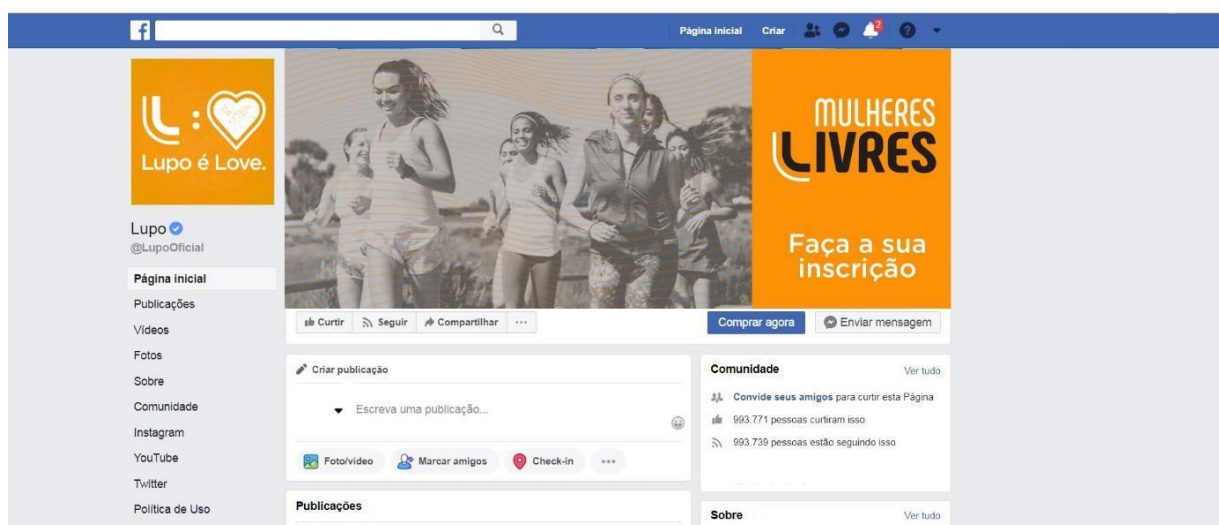 Página inicial Criar 2
L:
Lupo é Love.
MULHERES
LIVRES
Faça a sua
inscrição
Lupo
@LupoOficial
Página inicial
Publicações
Vídeos
Fotos
Sobre
Comunidade
Instagram
YouTube
Twitter
Política de Uso
Curtir Seguir Compartilhar ...
Comprar agora Enviar mensagem
Criar publicação
Escreva uma publicação...
Foto/vídeo Marcar amigos Check-in ...
Publicações
Comunidade Ver tudo
Convide seus amigos para curtir esta Página
993.771 pessoas curtiram isso
993.739 pessoas estão seguindo isso
Sobre Ver tudo